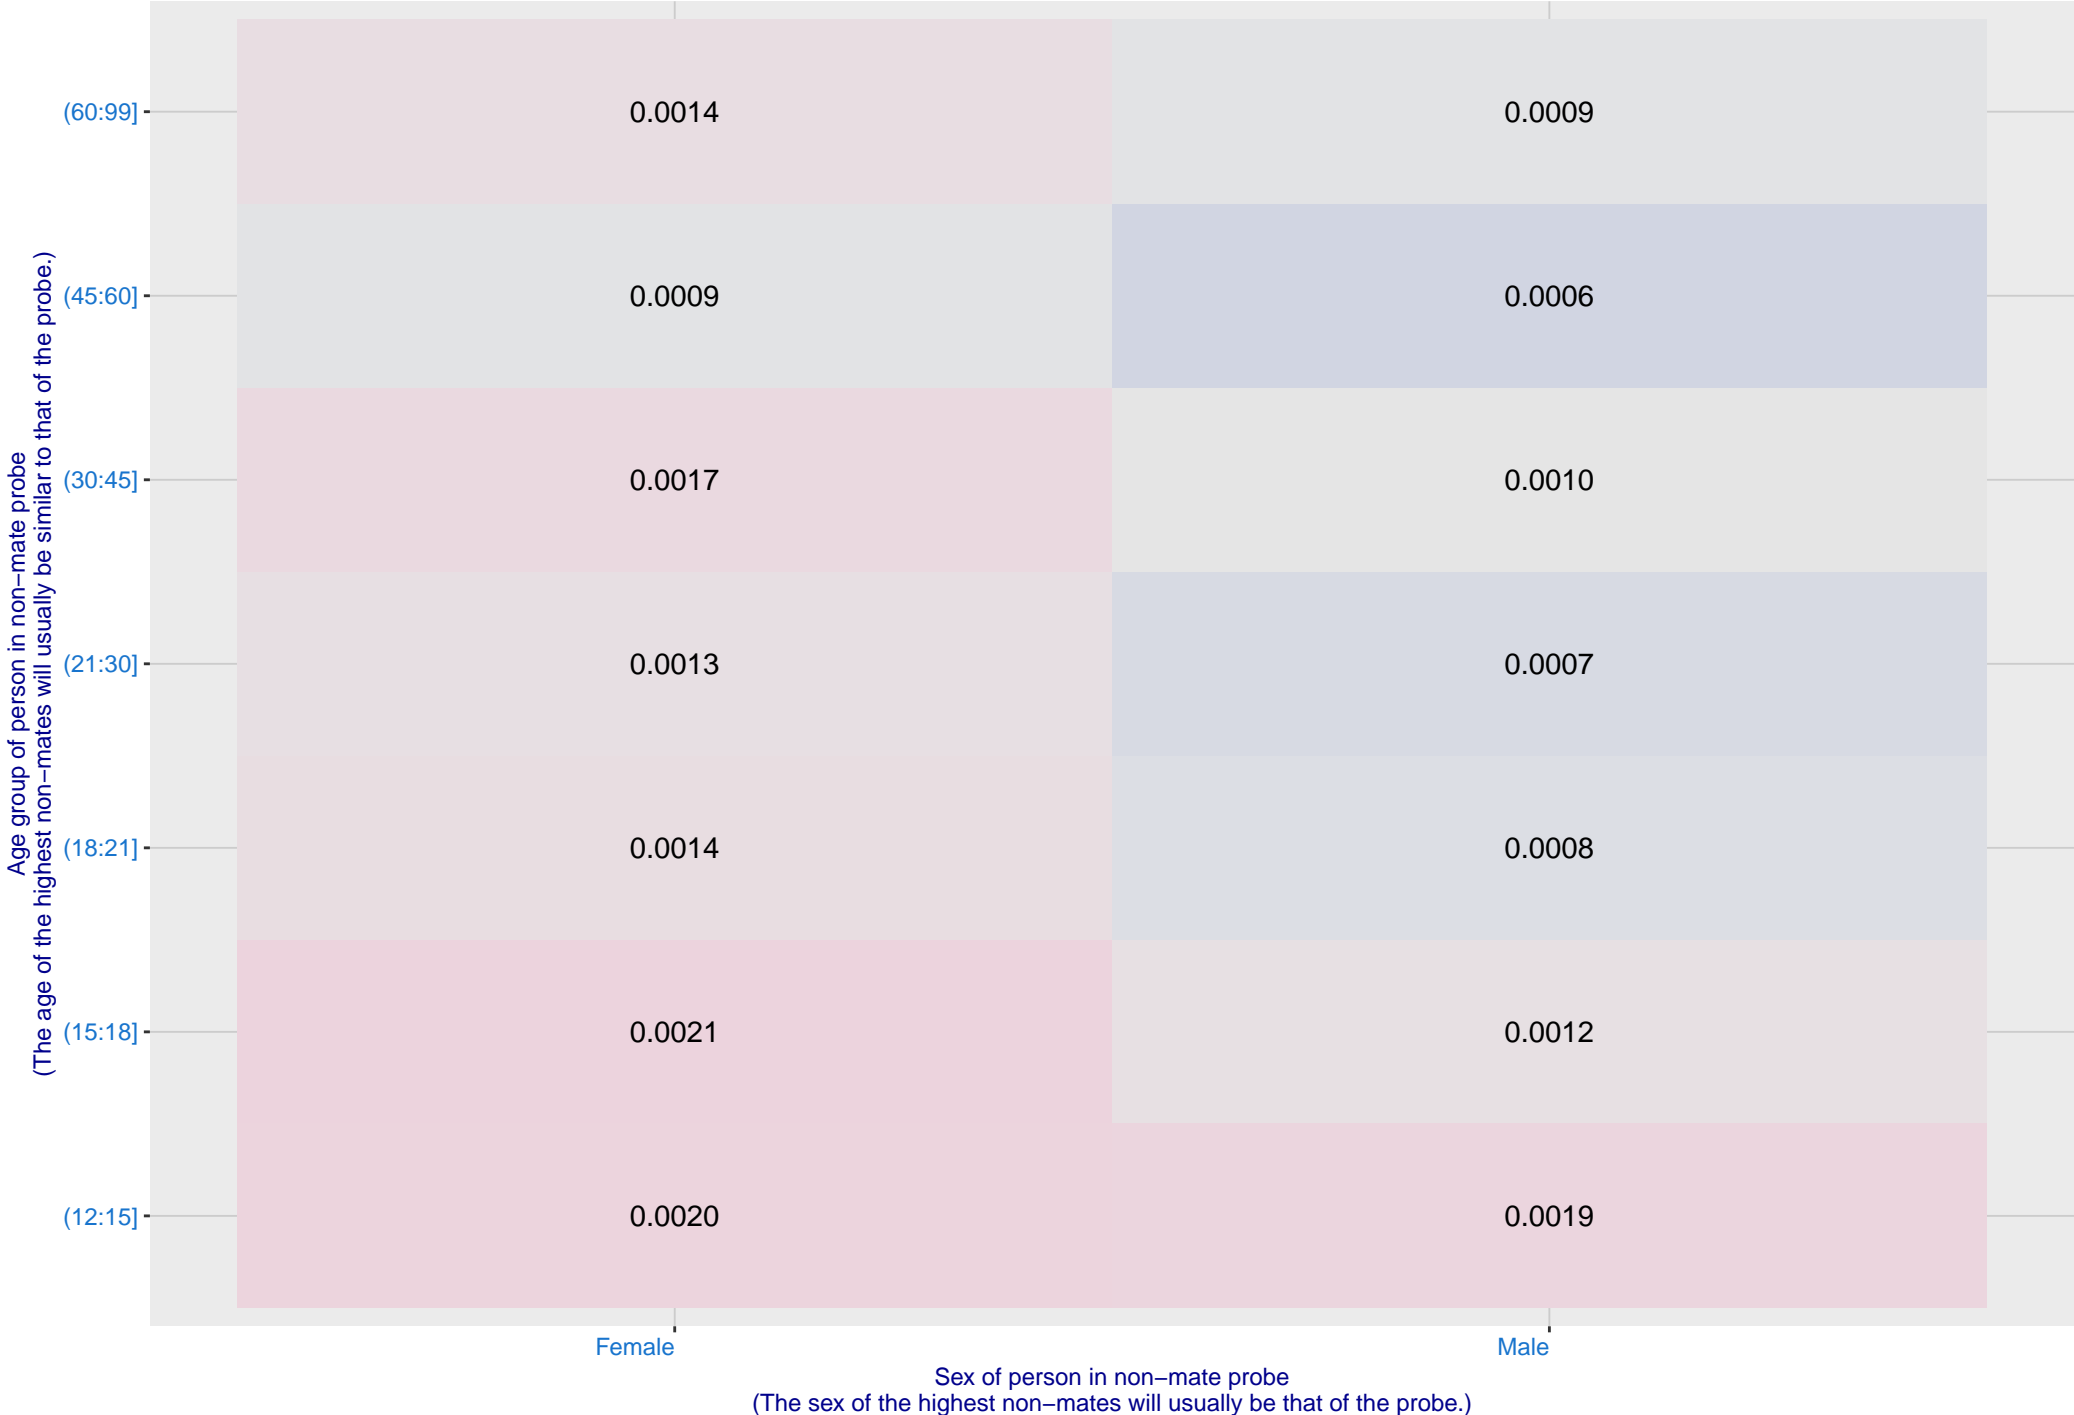 Age group of person in non−mate probe
(The age of the highest non−mates will usually be similar to that of the probe.)
(60:99] 0.0014 0.0009
(45:60] 0.0009 0.0006
(30:45] 0.0017 0.0010
(21:30] 0.0013 0.0007
(18:21] 0.0014 0.0008
(15:18] 0.0021 0.0012
(12:15] 0.0020 0.0019
Female Male
Sex of person in non−mate probe
(The sex of the highest non−mates will usually be that of the probe.)